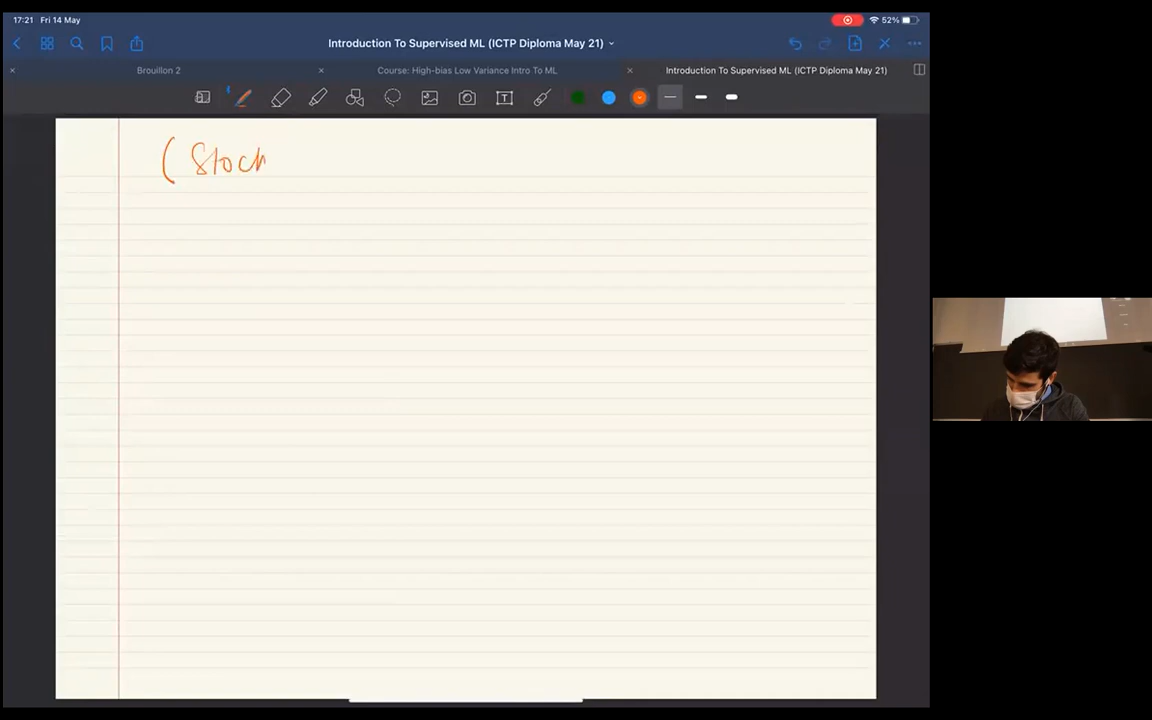 17:21 Fri 14 May
52%
Introduction To Supervised ML (ICTP Diploma May 21)
Brouillon 2
Course: High-bias Low Variance Intro To ML
Introduction To Supervised ML (ICTP Diploma May 21)
( Stoch